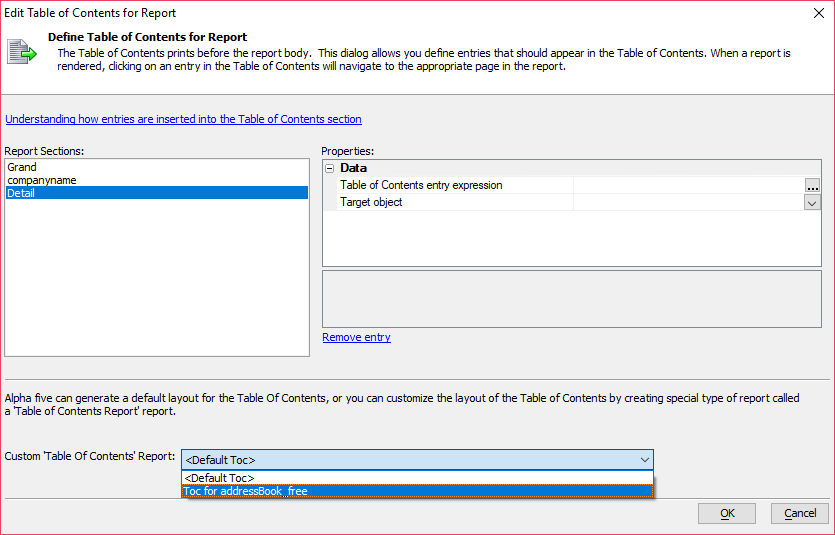 Edit Table of Contents for Report
Define Table of Contents for Report
The Table of Contents prints before the report body. This dialog allows you define entries that should appear in the Table of Contents. When a report is
rendered, clicking on an entry in the Table of Contents will navigate to the appropriate page in the report.
Understanding how entries are inserted into the Table of Contents section
Report Sections:
Grand
companyname
Detail
Properties:
Data
Table of Contents entry expression
...
Target object
Remove entry
Alpha five can generate a default layout for the Table Of Contents, or you can customize the layout of the Table of Contents by creating special type of report called
a 'Table of Contents Report' report.
Custom 'Table Of Contents' Report:
<Default Toc>
<Default Toc>
Toc for addressBook_free
OK
Cancel